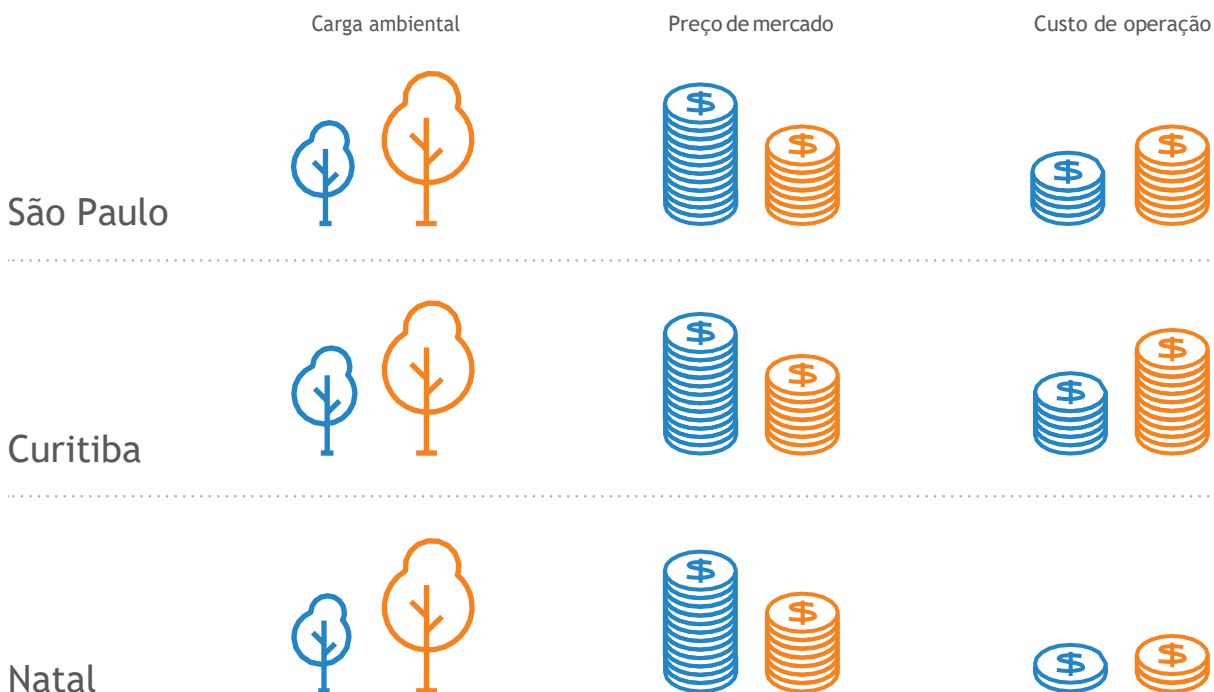 Carga ambiental
Preço de mercado
Custo de operação
$ $ $ $
São Paulo
$ $ $ $
Curitiba
$ $ $ $
Natal